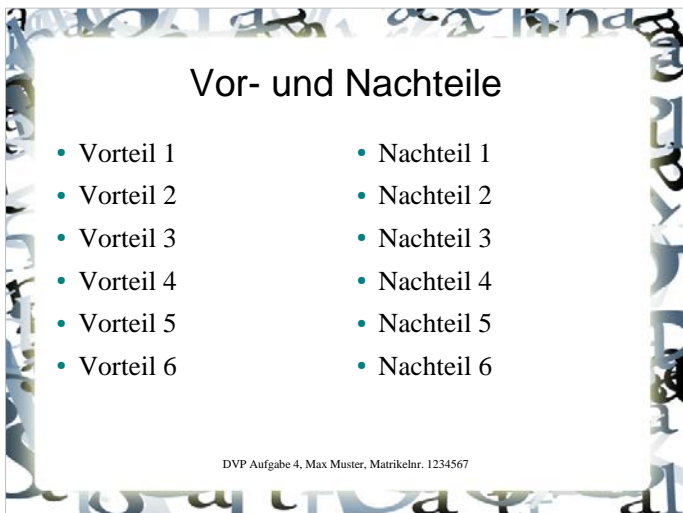 Vor- und Nachteile
• Vorteil 1
• Vorteil 2
• Vorteil 3
• Vorteil 4
• Vorteil 5
• Vorteil 6
• Nachteil 1
• Nachteil 2
• Nachteil 3
• Nachteil 4
• Nachteil 5
• Nachteil 6
DVP Aufgabe 4, Max Muster, Matrikelnr. 1234567